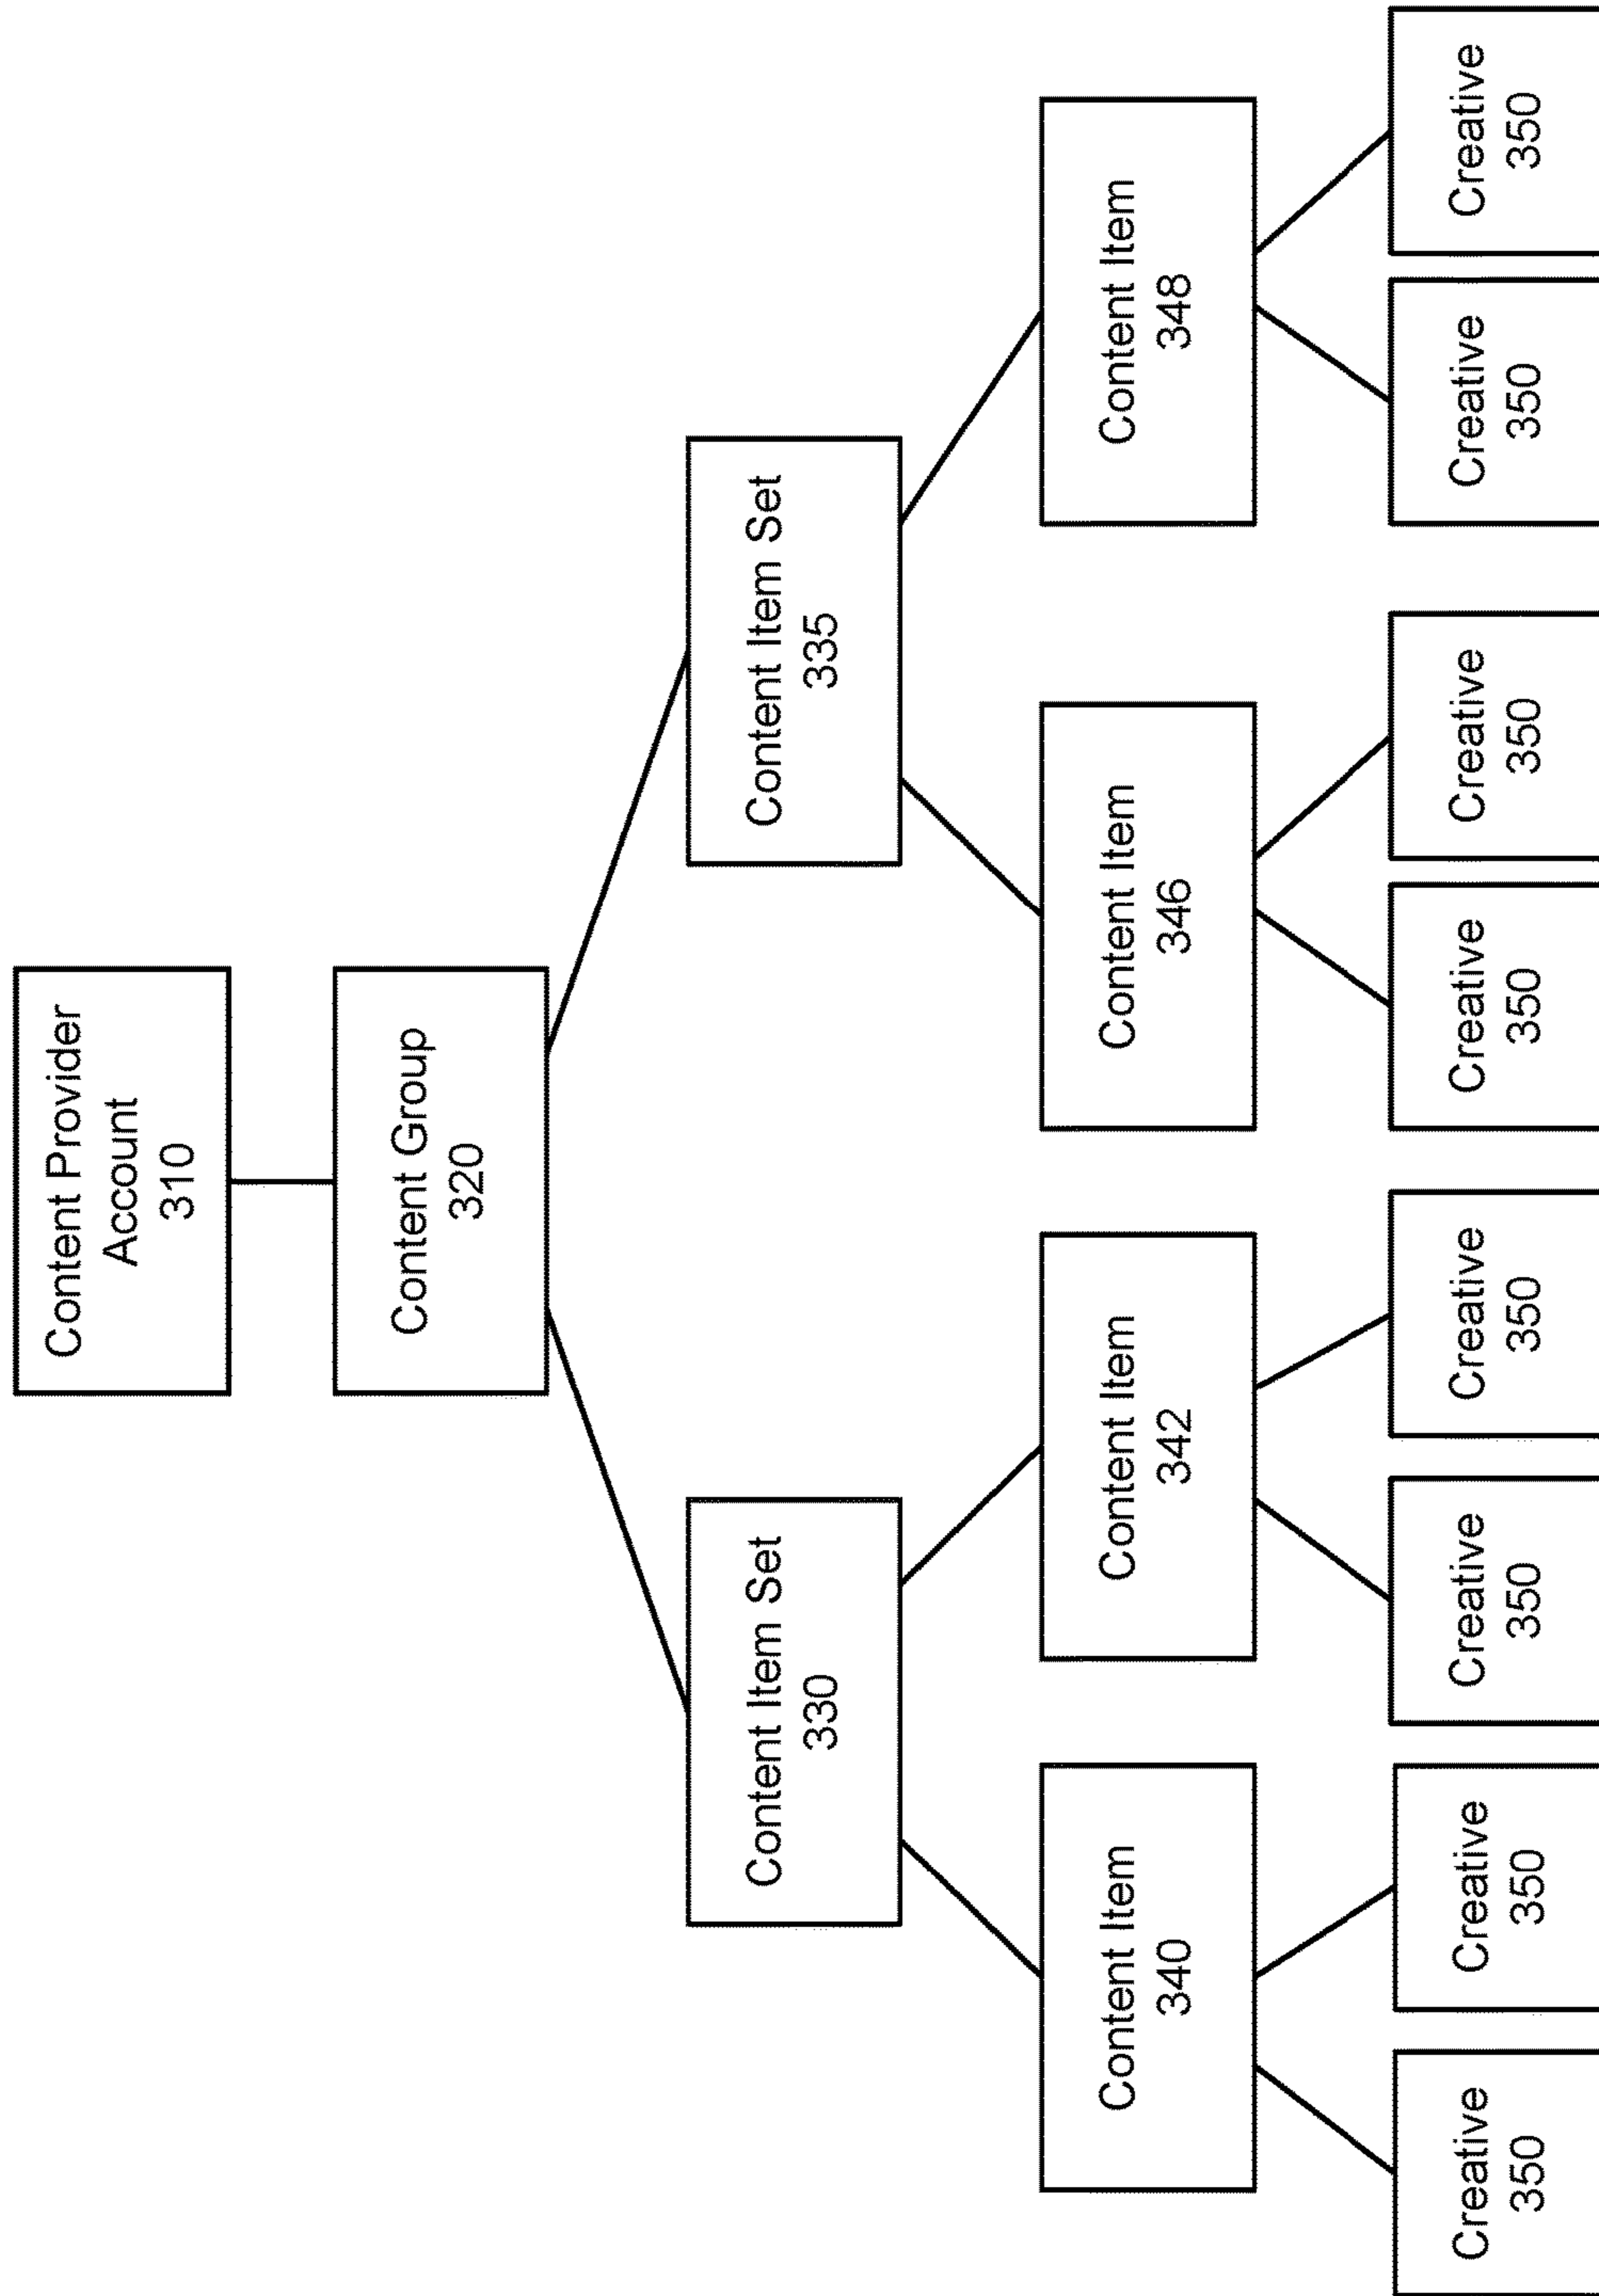 Content Provider
Account
310
Content Group
320
Content Item Set
330
Content Item Set
335
Content Item
340
Content Item
342
Content Item
346
Content Item
348
Creative
350
Creative
350
Creative
350
Creative
350
Creative
350
Creative
350
Creative
350
Creative
350